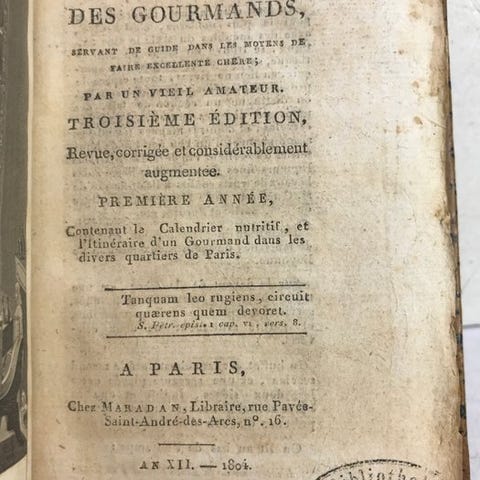 DES GOURMANDS,
SERVANT DE GUIDE DANS LES MOYENS DE
FAIRE EXCELLENTE CHÈRE;
PAR UN VIEIL AMATEUR.
TROISIÈME ÉDITION,
Revue, corrigée et considérablement
augmentée.
PREMIÈRE ANNÉE,
Contenant le Calendrier nutritif, et
l'Itinéraire d'un Gourmand dans les
divers quartiers de Paris.
Tanquam leo rugiens, circuit
quærens quem devoret.
S. Petr. epist. 1 cap. VI, vers. 8.
A PARIS,
Chez MARADAN, Libraire, rue Pavée-
Saint-André-des-Arcs, n°. 16.
AN XII. — 1804.